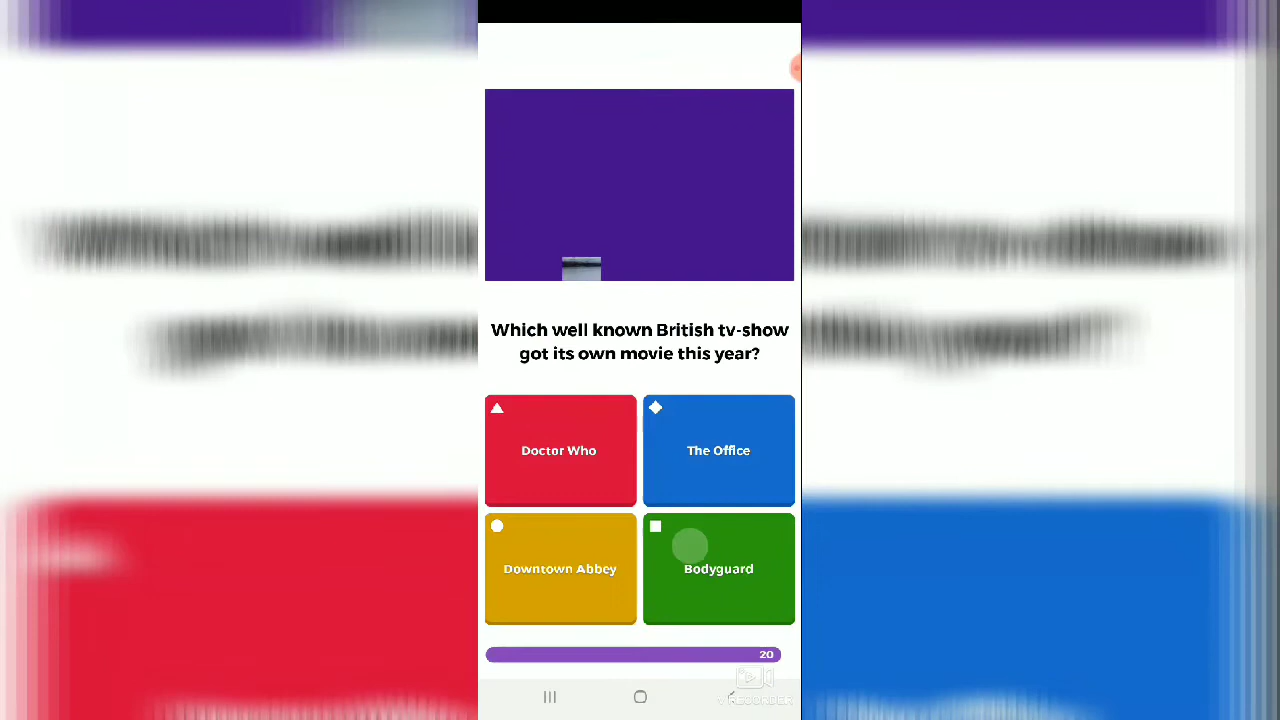 Which well known British tv-show
got its own movie this year?
Doctor Who
The Office
Downtown Abbey
Bodyguard
20
V RECORDER